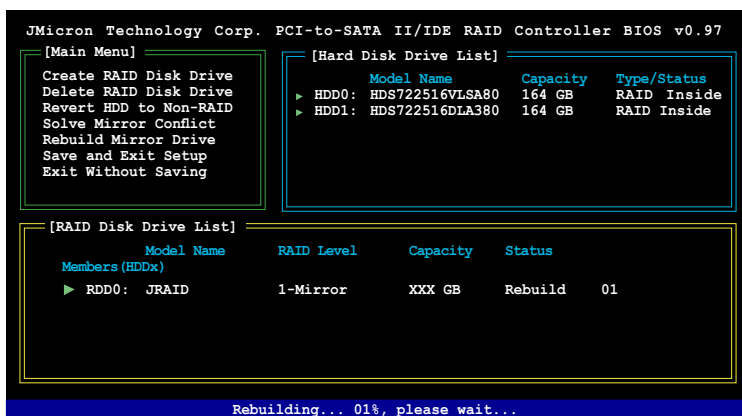 JMicron Technology Corp. PCI-to-SATA II/IDE RAID Controller BIOS v0.97
[Main Menu]
Create RAID Disk Drive
Delete RAID Disk Drive
Revert HDD to Non-RAID
Solve Mirror Conflict
Rebuild Mirror Drive
Save and Exit Setup
Exit Without Saving
[Hard Disk Drive List]
Model Name Capacity Type/Status
HDD0: HDS722516VLSA80 164 GB RAID Inside
HDD1: HDS722516DLA380 164 GB RAID Inside
[RAID Disk Drive List]
Model Name RAID Level Capacity Status
Members(HDDx)
RDD0: JRAID 1-Mirror XXX GB Rebuild 01
Rebuilding... 01%, please wait...